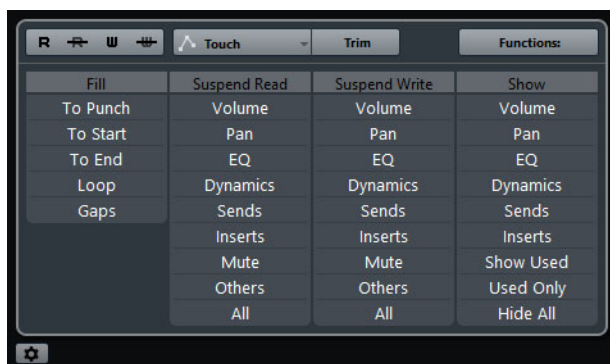 R R W W Touch Trim Functions:
Fill Suspend Read Suspend Write Show
To Punch Volume Volume Volume
To Start Pan Pan Pan
To End EQ EQ EQ
Loop Dynamics Dynamics Dynamics
Gaps Sends Sends Sends
Inserts Inserts Inserts
Mute Mute Show Used
Others Others Used Only
All All Hide All